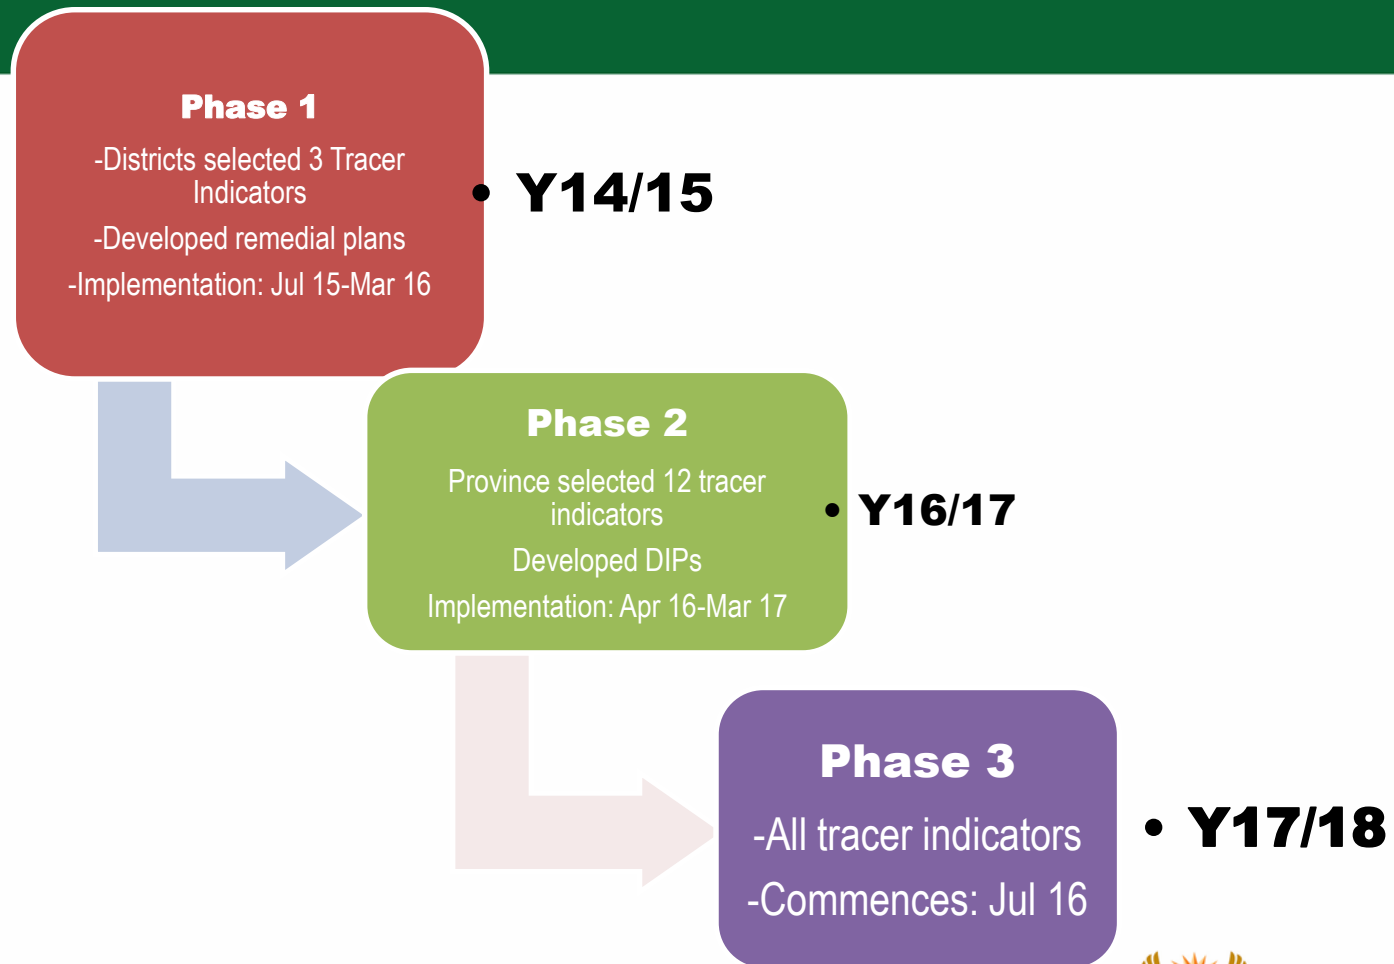 Phase 1
-Districts selected 3 Tracer
Indicators
-Developed remedial plans
-Implementation: Jul 15-Mar 16
• Y14/15
Phase 2
Province selected 12 tracer
indicators
Developed DIPs
Implementation: Apr 16-Mar 17
• Y16/17
Phase 3
-All tracer indicators
-Commences: Jul 16
• Y17/18